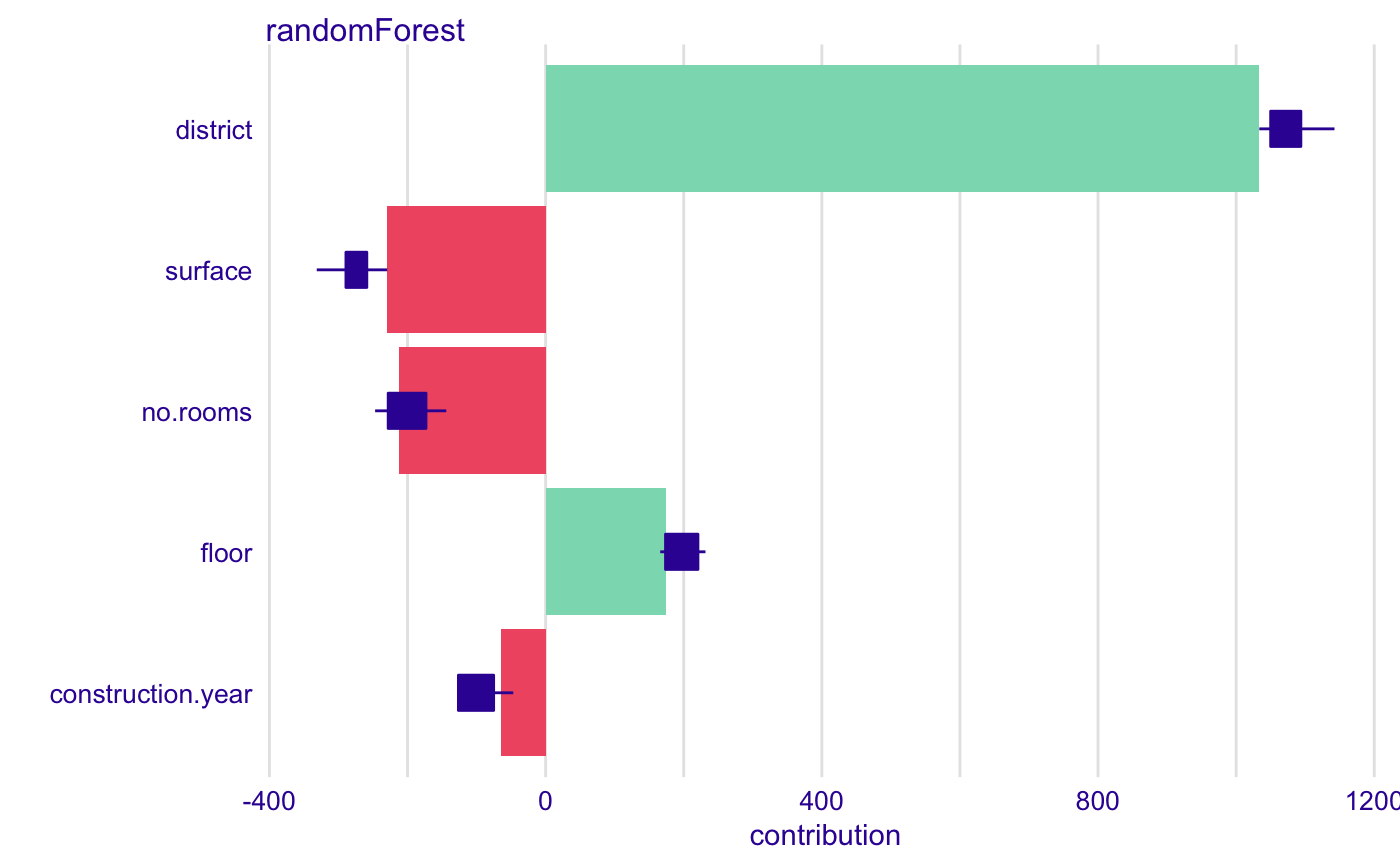 randomForest
district
surface
no.rooms
floor
construction.year
-400 0 400 800 1200
contribution